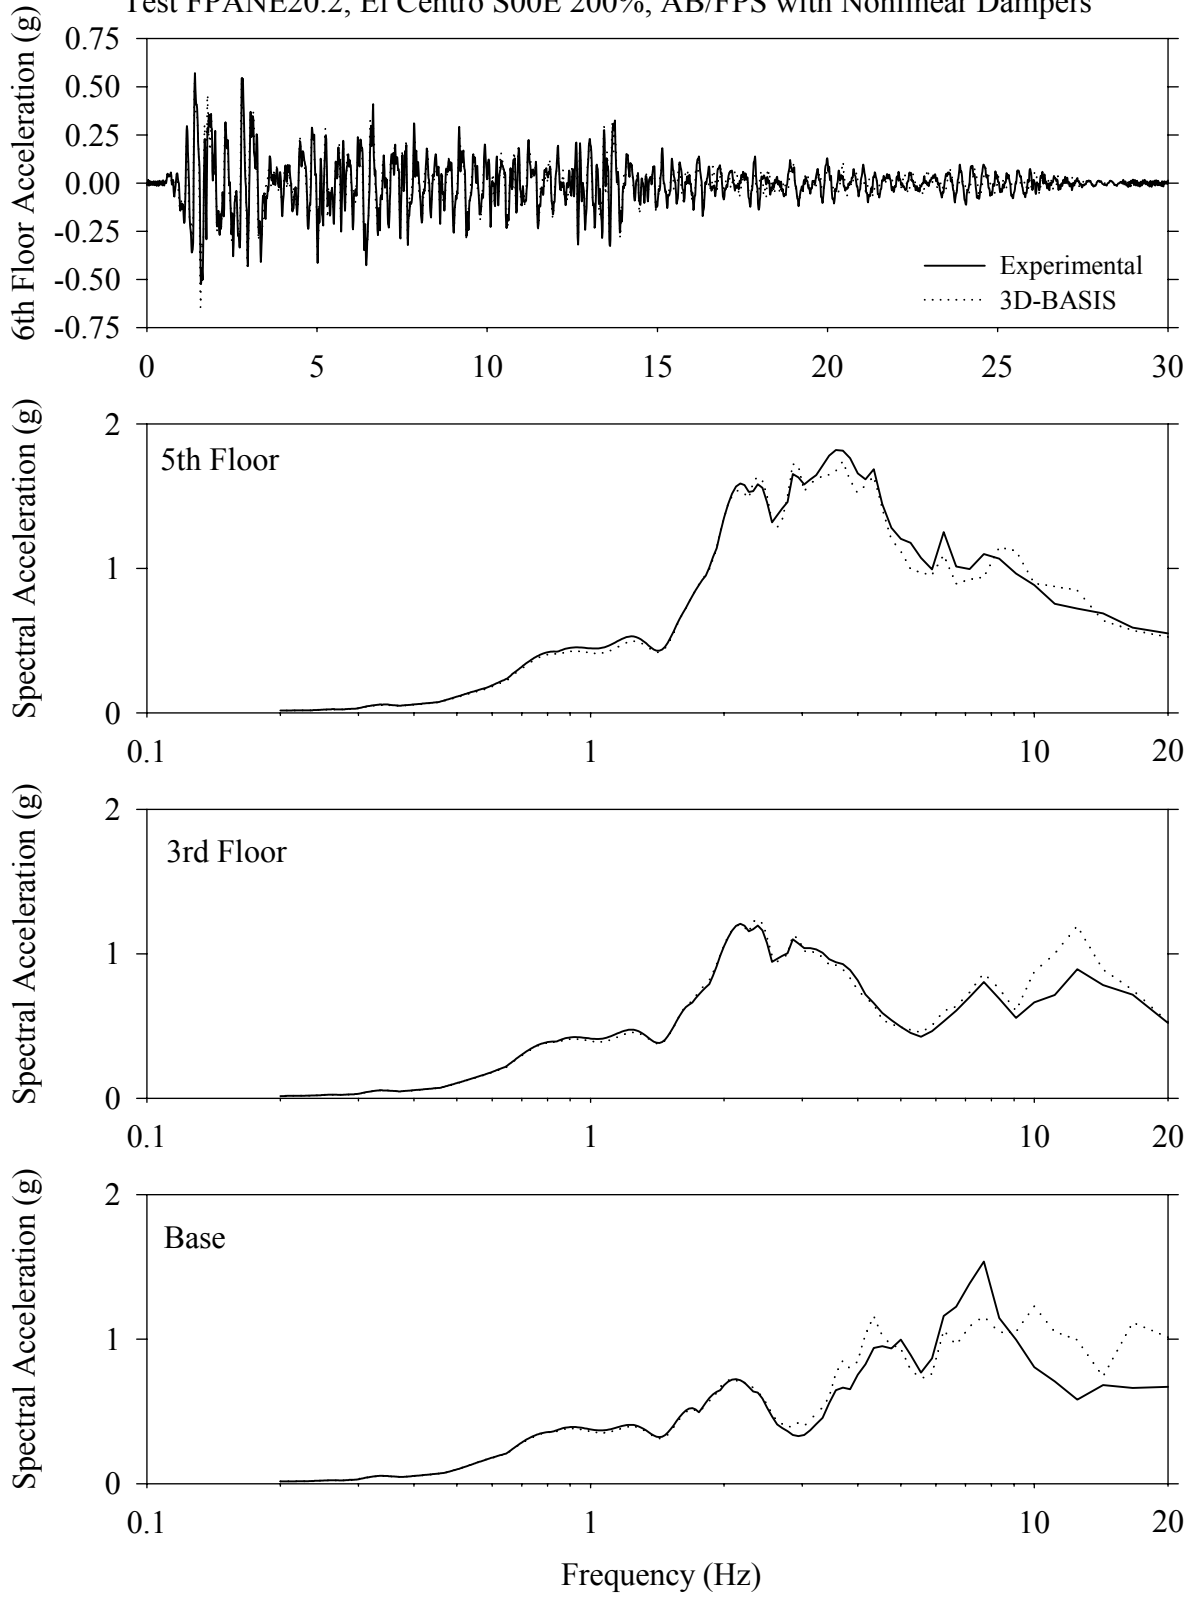 Test FPANE20.2, El Centro S00E 200%, AB/FPS with Nonlinear Dampers
6th Floor Acceleration (g)
0.75
0.50
0.25
0.00
-0.25
-0.50
-0.75
Experimental
3D-BASIS
0 5 10 15 20 25 30
Spectral Acceleration (g)
5th Floor
2
1
0
0.1 1 10 20
Spectral Acceleration (g)
3rd Floor
2
1
0
0.1 1 10 20
Spectral Acceleration (g)
Base
2
1
0
0.1 1 10 20
Frequency (Hz)